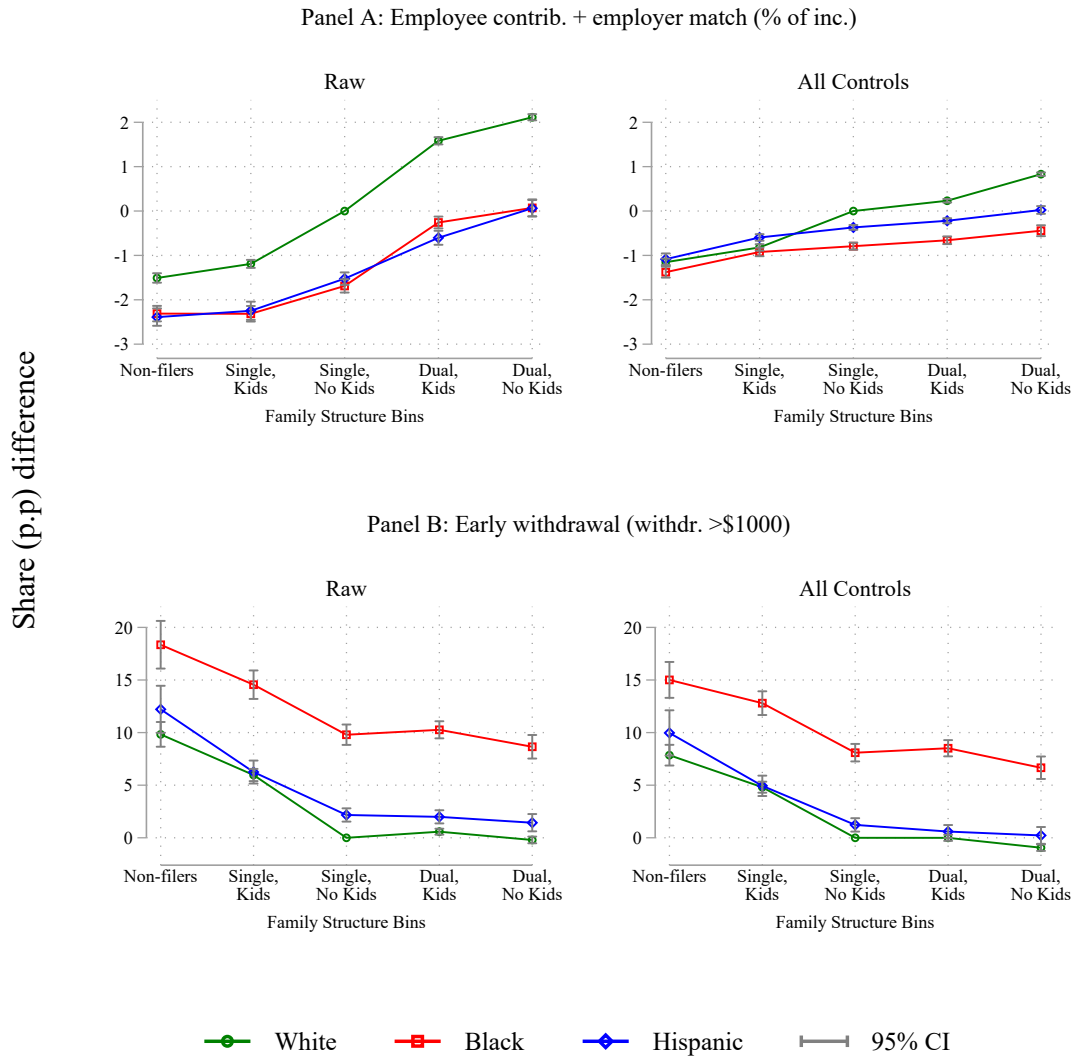 Panel A: Employee contrib. + employer match (% of inc.)
Raw
All Controls
2
1
0
-1
-2
-3
2
1
0
-1
-2
-3
Non-filers
Single,
Kids
Single,
No Kids
Dual,
Kids
Dual,
No Kids
Non-filers
Single,
Kids
Single,
No Kids
Dual,
Kids
Dual,
No Kids
Family Structure Bins
Family Structure Bins
Share (p.p) difference
Panel B: Early withdrawal (withdr. >$1000)
Raw
All Controls
20
15
10
5
0
20
15
10
5
0
Non-filers
Single,
Kids
Single,
No Kids
Dual,
Kids
Dual,
No Kids
Non-filers
Single,
Kids
Single,
No Kids
Dual,
Kids
Dual,
No Kids
Family Structure Bins
Family Structure Bins
White
Black
Hispanic
95% CI